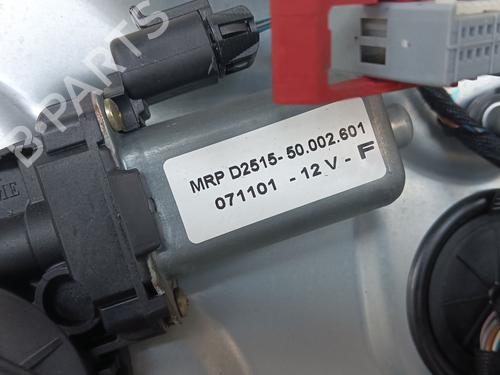 MRP D2515-50.002.601
071101 - 12 V - F
B-PARTS